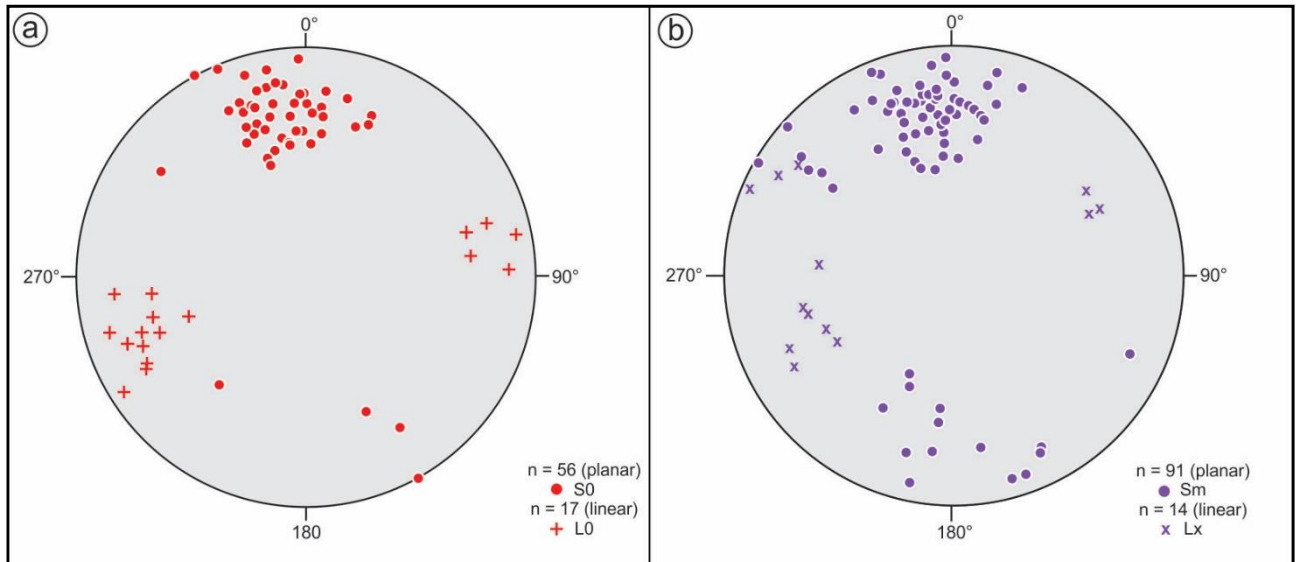 a
0°
270°
90°
180
n = 56 (planar)
S0
n = 17 (linear)
L0
b
0°
270°
90°
180°
n = 91 (planar)
Sm
n = 14 (linear)
Lx